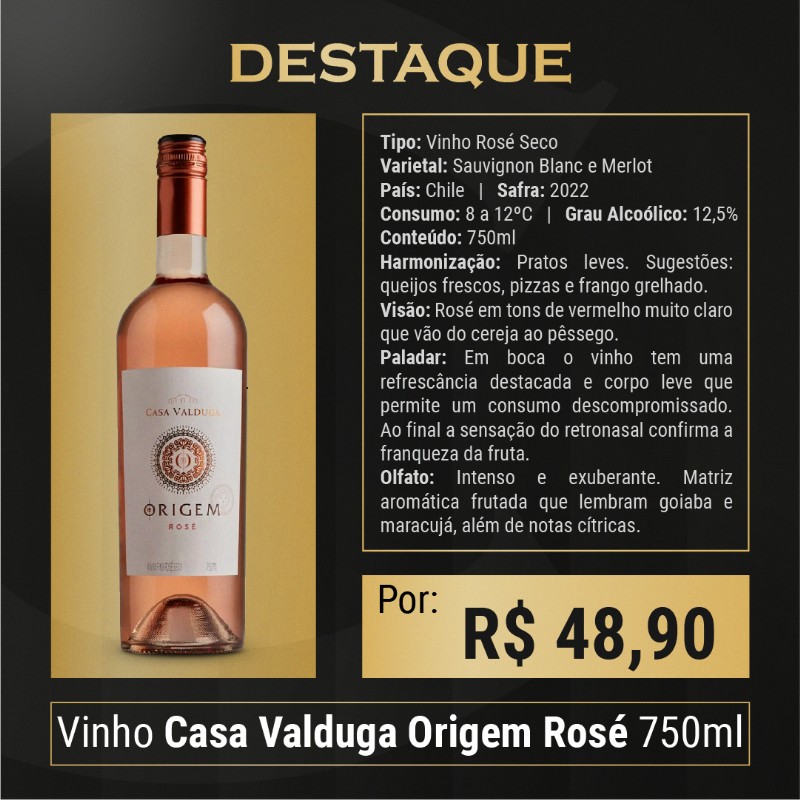 DESTAQUE
CASA VALDUGA
ORIGEM
ROSÉ
750ML
Tipo: Vinho Rosé Seco
Varietal: Sauvignon Blanc e Merlot
País: Chile | Safra: 2022
Consumo: 8 a 12ºC | Grau Alcoólico: 12,5%
Conteúdo: 750ml
Harmonização: Pratos leves. Sugestões:
queijos frescos, pizzas e frango grelhado.
Visão: Rosé em tons de vermelho muito claro
que vão do cereja ao pêssego.
Paladar: Em boca o vinho tem uma
refrescância destacada e corpo leve que
permite um consumo descompromissado.
Ao final a sensação do retronasal confirma a
franqueza da fruta.
Olfato: Intenso e exuberante. Matriz
aromática frutada que lembram goiaba e
maracujá, além de notas cítricas.
Por:
R$ 48,90
Vinho Casa Valduga Origem Rosé 750ml